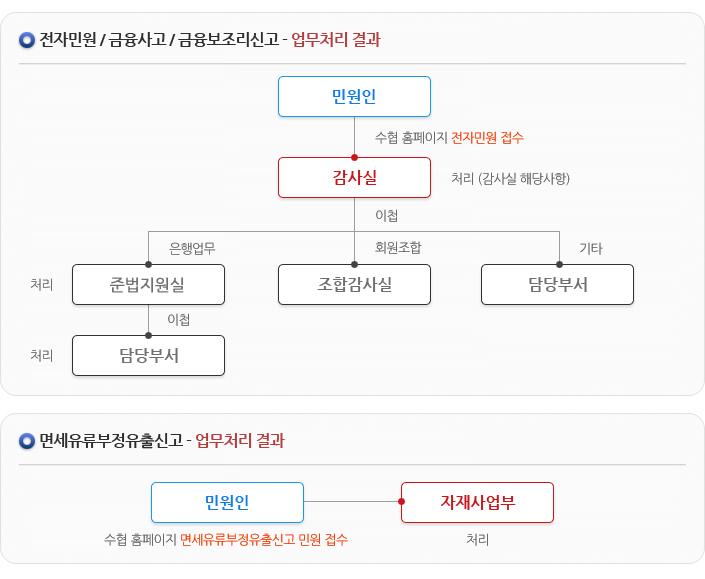 전자민원 / 금융사고 / 금융보조리신고 - 업무처리 결과
민원인
수협 홈페이지 전자민원 접수
감사실 처리 (감사실 해당사항)
이첩
은행업무 회원조합 기타
처리 준법지원실 조합감사실 담당부서
이첩
처리 담당부서
면세유류부정유출신고 - 업무처리 결과
민원인 자재사업부
수협 홈페이지 면세유류부정유출신고 민원 접수 처리